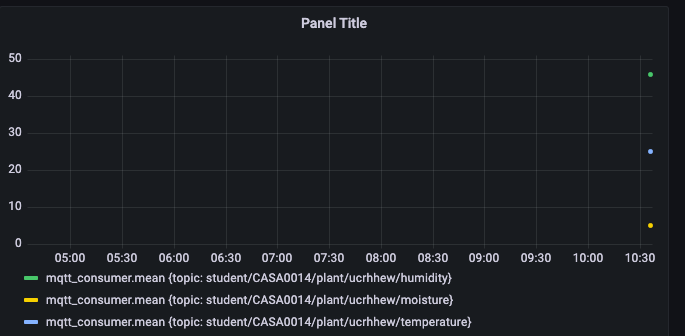 Panel Title
50
40
30
20
10
0
05:00 05:30 06:00 06:30 07:00 07:30 08:00 08:30 09:00 09:30 10:00 10:30
mqtt_consumer.mean {topic: student/CASA0014/plant/ucrhhew/humidity}
mqtt_consumer.mean {topic: student/CASA0014/plant/ucrhhew/moisture}
mqtt_consumer.mean {topic: student/CASA0014/plant/ucrhhew/temperature}